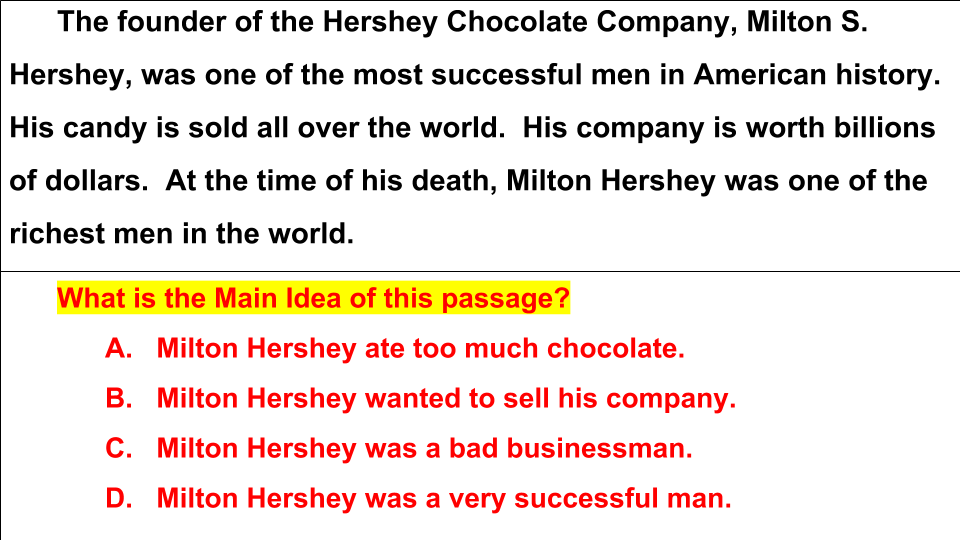 The founder of the Hershey Chocolate Company, Milton S.
Hershey, was one of the most successful men in American history.
His candy is sold all over the world.  His company is worth billions
of dollars.  At the time of his death, Milton Hershey was one of the
richest men in the world.
What is the Main Idea of this passage?
A. Milton Hershey ate too much chocolate.
B. Milton Hershey wanted to sell his company.
C. Milton Hershey was a bad businessman.
D. Milton Hershey was a very successful man.